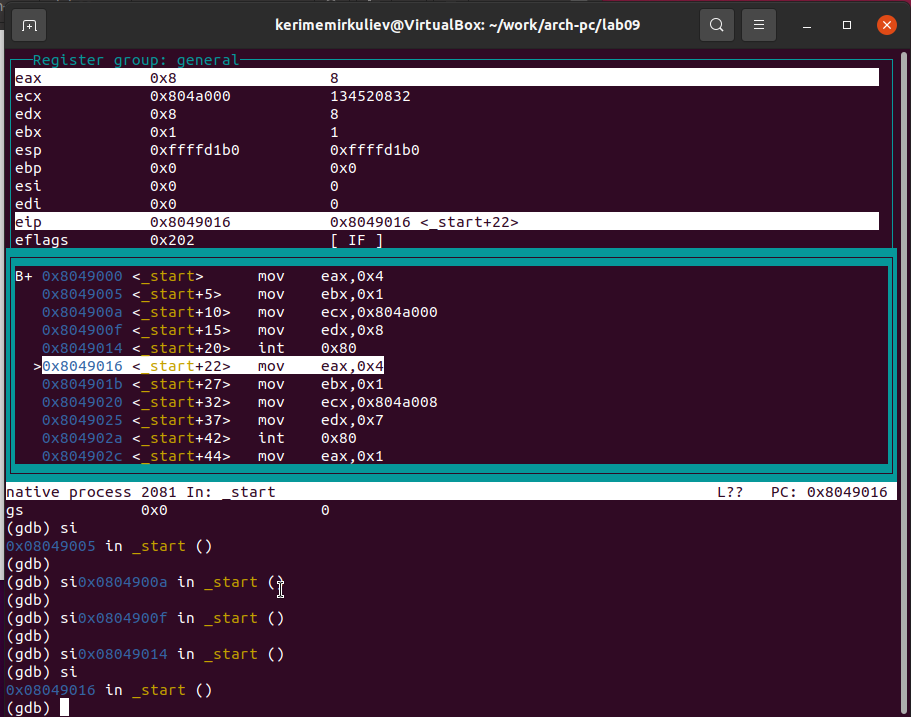 kerimemirkuliev@VirtualBox: ~/work/arch-pc/lab09
Register group: general
eax 0x8 8
ecx 0x804a000 134520832
edx 0x8 8
ebx 0x1 1
esp 0xffffd1b0 0xffffd1b0
ebp 0x0 0x0
esi 0x0 0
edi 0x0 0
eip 0x8049016 0x8049016 <_start+22>
eflags 0x202 [ IF ]
B+ 0x8049000 <_start> mov eax,0x4
0x8049005 <_start+5> mov ebx,0x1
0x804900a <_start+10> mov ecx,0x804a000
0x804900f <_start+15> mov edx,0x8
0x8049014 <_start+20> int 0x80
>0x8049016 <_start+22> mov eax,0x4
0x804901b <_start+27> mov ebx,0x1
0x8049020 <_start+32> mov ecx,0x804a008
0x8049025 <_start+37> mov edx,0x7
0x804902a <_start+42> int 0x80
0x804902c <_start+44> mov eax,0x1
native process 2081 In: _start L?? PC: 0x8049016
gs 0x0 0
(gdb) si
0x08049005 in _start ()
(gdb)
(gdb) si0x0804900a in _start ()
(gdb)
(gdb) si0x0804900f in _start ()
(gdb)
(gdb) si0x08049014 in _start ()
(gdb) si
0x08049016 in _start ()
(gdb)